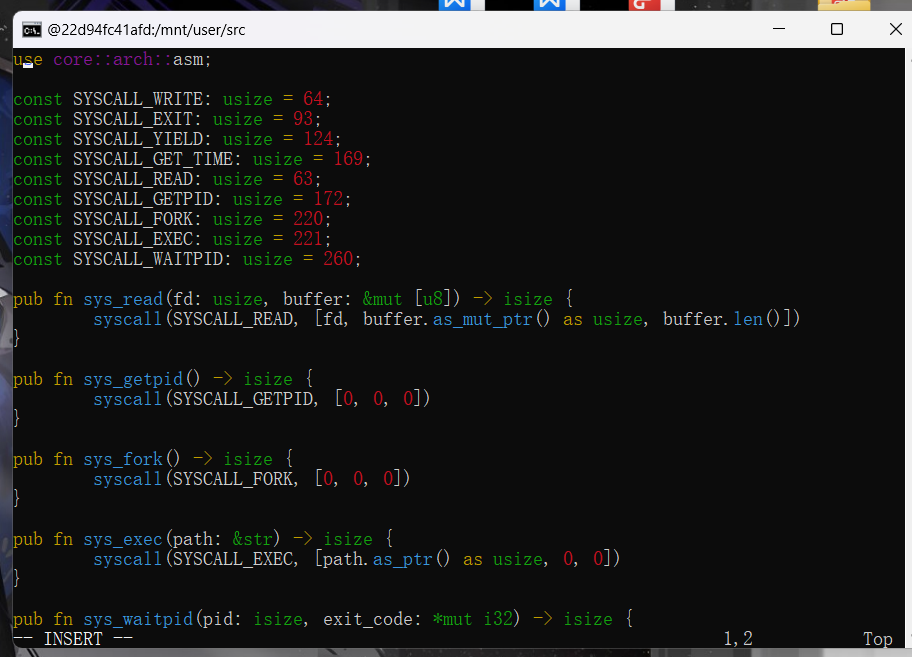 @22d94fc41afd:/mnt/user/src
use core::arch::asm;
const SYSCALL_WRITE: usize = 64;
const SYSCALL_EXIT: usize = 93;
const SYSCALL_YIELD: usize = 124;
const SYSCALL_GET_TIME: usize = 169;
const SYSCALL_READ: usize = 63;
const SYSCALL_GETPID: usize = 172;
const SYSCALL_FORK: usize = 220;
const SYSCALL_EXEC: usize = 221;
const SYSCALL_WAITPID: usize = 260;
pub fn sys_read(fd: usize, buffer: &mut [u8]) -> isize {
syscall(SYSCALL_READ, [fd, buffer.as_mut_ptr() as usize, buffer.len()])
}
pub fn sys_getpid() -> isize {
syscall(SYSCALL_GETPID, [0, 0, 0])
}
pub fn sys_fork() -> isize {
syscall(SYSCALL_FORK, [0, 0, 0])
}
pub fn sys_exec(path: &str) -> isize {
syscall(SYSCALL_EXEC, [path.as_ptr() as usize, 0, 0])
}
pub fn sys_waitpid(pid: isize, exit_code: *mut i32) -> isize {
-- INSERT -- 1,2 Top